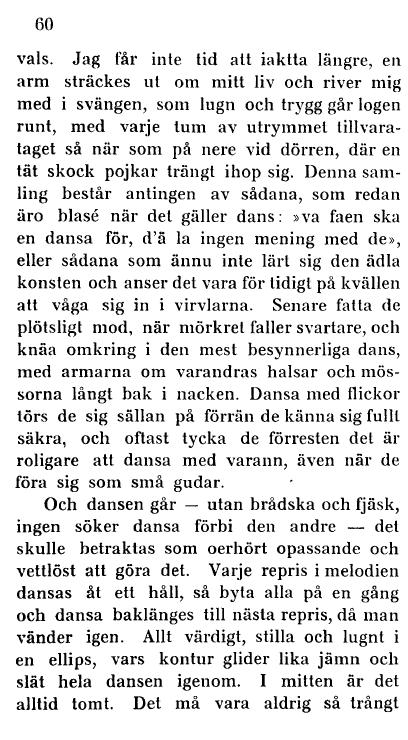 60
vals. Jag får inte tid att iaktta längre, en
arm sträckes ut om mitt liv och river mig
med i svängen, som lugn och trygg går logen
runt, med varje tum av utrymmet tillvara-
taget så när som på nere vid dörren, där en
tät skock pojkar trängt ihop sig. Denna sam-
ling består antingen av sådana, som redan
äro blasé när det gäller dans: »va faen ska
en dansa för, d'ä la ingen mening med de»,
eller sådana som ännu inte lärt sig den ädla
konsten och anser det vara för tidigt på kvällen
att våga sig in i virvlarna. Senare fatta de
plötsligt mod, när mörkret faller svartare, och
knäa omkring i den mest besynnerliga dans,
med armarna om varandras halsar och mös-
sorna långt bak i nacken. Dansa med flickor
törs de sig sällan på förrän de känna sig fullt
säkra, och oftast tycka de förresten det är
roligare att dansa med varann, även när de
föra sig som små gudar.
Och dansen går — utan brådska och fjäsk,
ingen söker dansa förbi den andre — det
skulle betraktas som oerhört opassande och
vettlöst att göra det. Varje repris i melodien
dansas åt ett håll, så byta alla på en gång
och dansa baklänges till nästa repris, då man
vänder igen. Allt värdigt, stilla och lugnt i
en ellips, vars kontur glider lika jämn och
slät hela dansen igenom. I mitten är det
alltid tomt. Det må vara aldrig så trångt